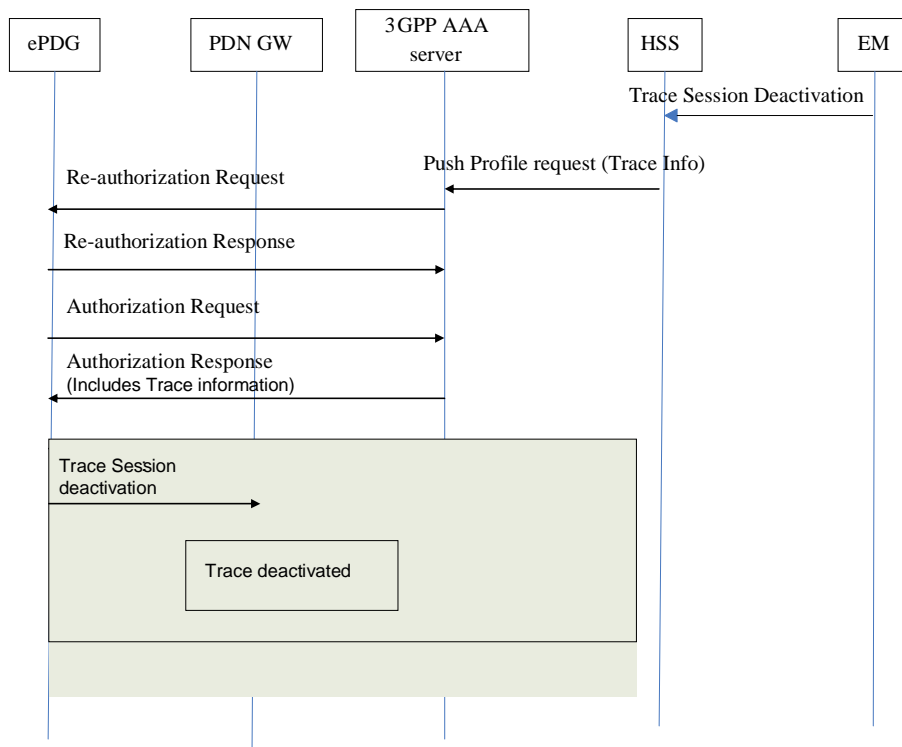 ePDG
PDN GW
3GPP AAA
server
HSS
EM
Trace Session Deactivation
Push Profile request (Trace Info)
Re-authorization Request
Re-authorization Response
Authorization Request
Authorization Response
(Includes Trace information)
Trace Session
deactivation
Trace deactivated